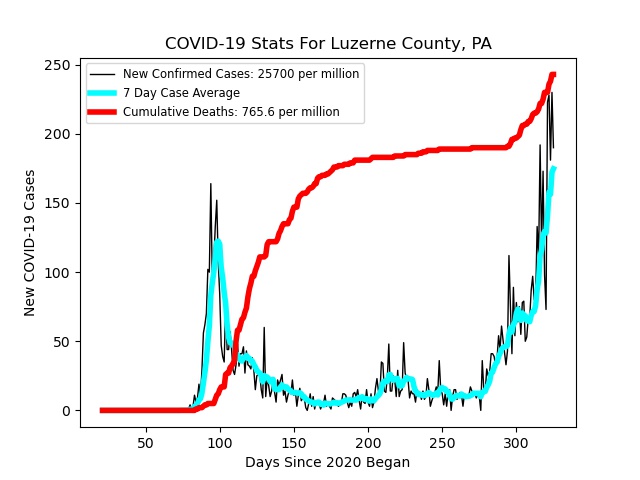 COVID-19 Stats For Luzerne County, PA
New Confirmed Cases: 25700 per million
7 Day Case Average
Cumulative Deaths: 765.6 per million
250
200
150
100
50
0
New COVID-19 Cases
50 100 150 200 250 300
Days Since 2020 Began